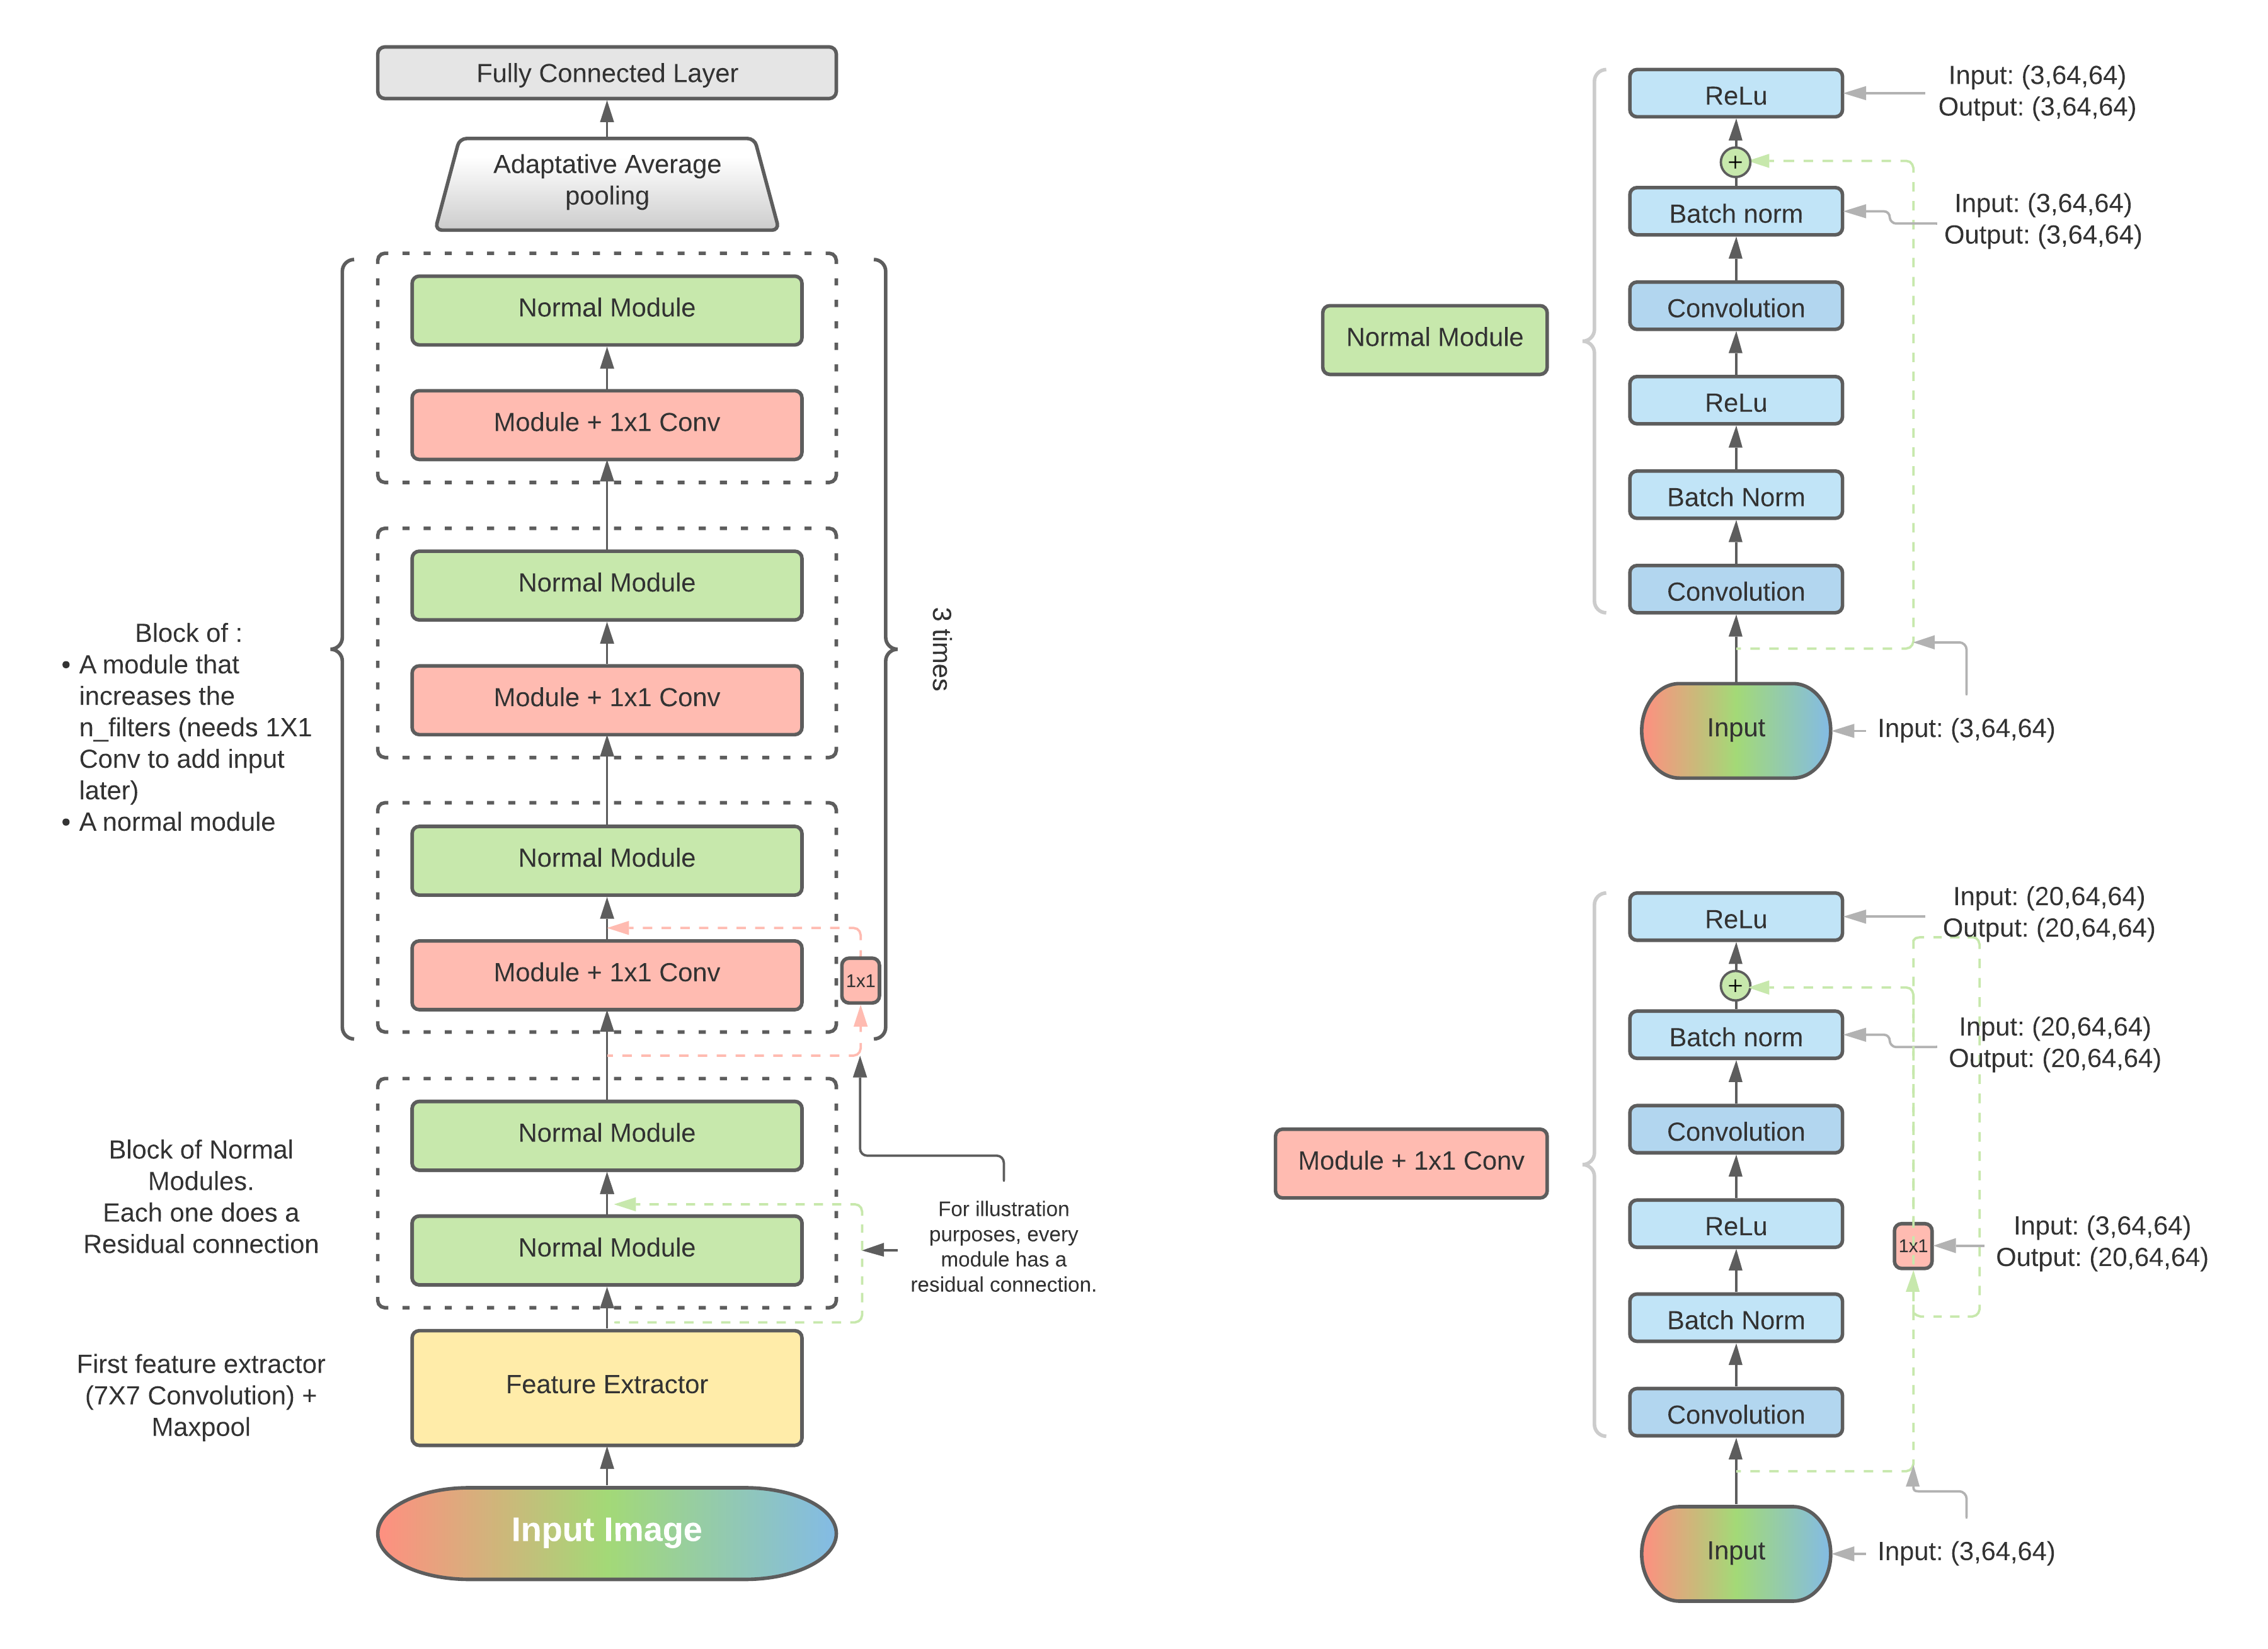 Fully Connected Layer
Adaptative Average
pooling
Normal Module
Module + 1x1 Conv
Normal Module
Module + 1x1 Conv
Normal Module
Module + 1x1 Conv
1x1
3 times
Block of :
• A module that
increases the
n_filters (needs 1X1
Conv to add input
later)
• A normal module
Normal Module
Normal Module
Block of Normal
Modules.
Each one does a
Residual connection
For illustration
purposes, every
module has a
residual connection.
Feature Extractor
First feature extractor
(7X7 Convolution) +
Maxpool
Input Image
Normal Module
ReLu
Input: (3,64,64)
Output: (3,64,64)
+
Batch norm
Input: (3,64,64)
Output: (3,64,64)
Convolution
ReLu
Batch Norm
Convolution
Input
Input: (3,64,64)
Module + 1x1 Conv
ReLu
Input: (20,64,64)
Output: (20,64,64)
+
Batch norm
Input: (20,64,64)
Output: (20,64,64)
Convolution
ReLu
1x1
Input: (3,64,64)
Output: (20,64,64)
Batch Norm
Convolution
Input
Input: (3,64,64)